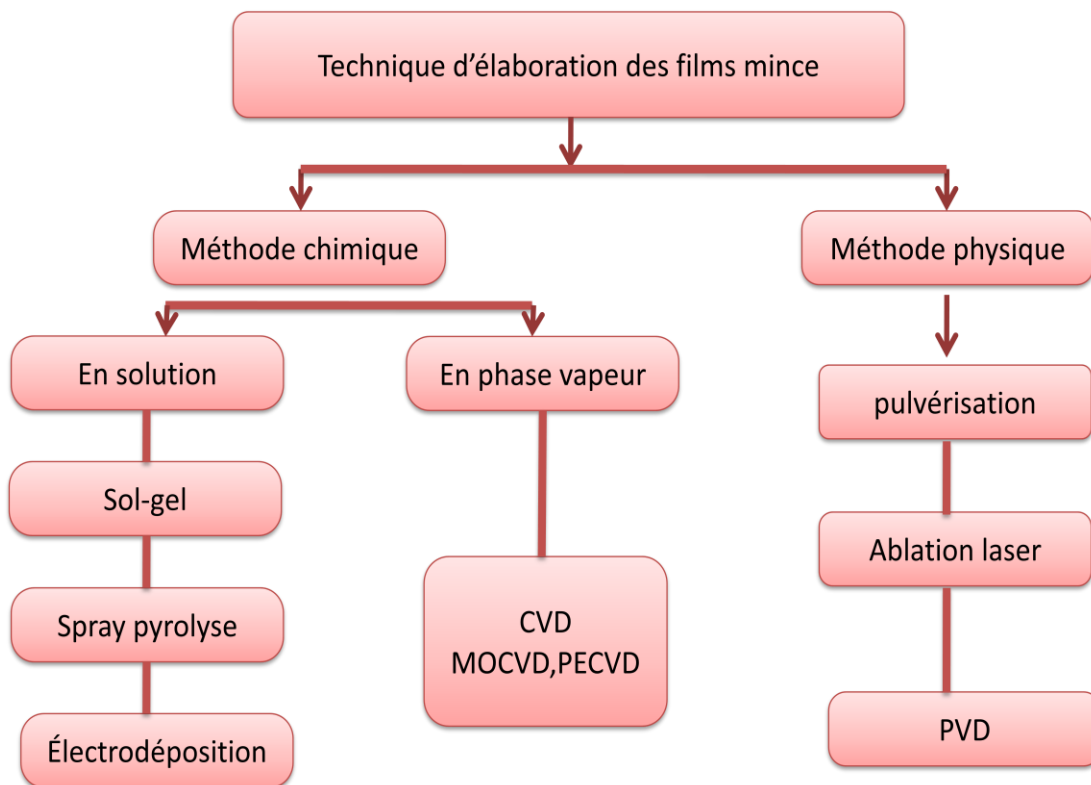 Technique d’élaboration des films mince
Méthode chimique
Méthode physique
En solution
En phase vapeur
pulvérisation
Sol-gel
Ablation laser
Spray pyrolyse
CVD
MOCVD,PECVD
Électrodéposition
PVD